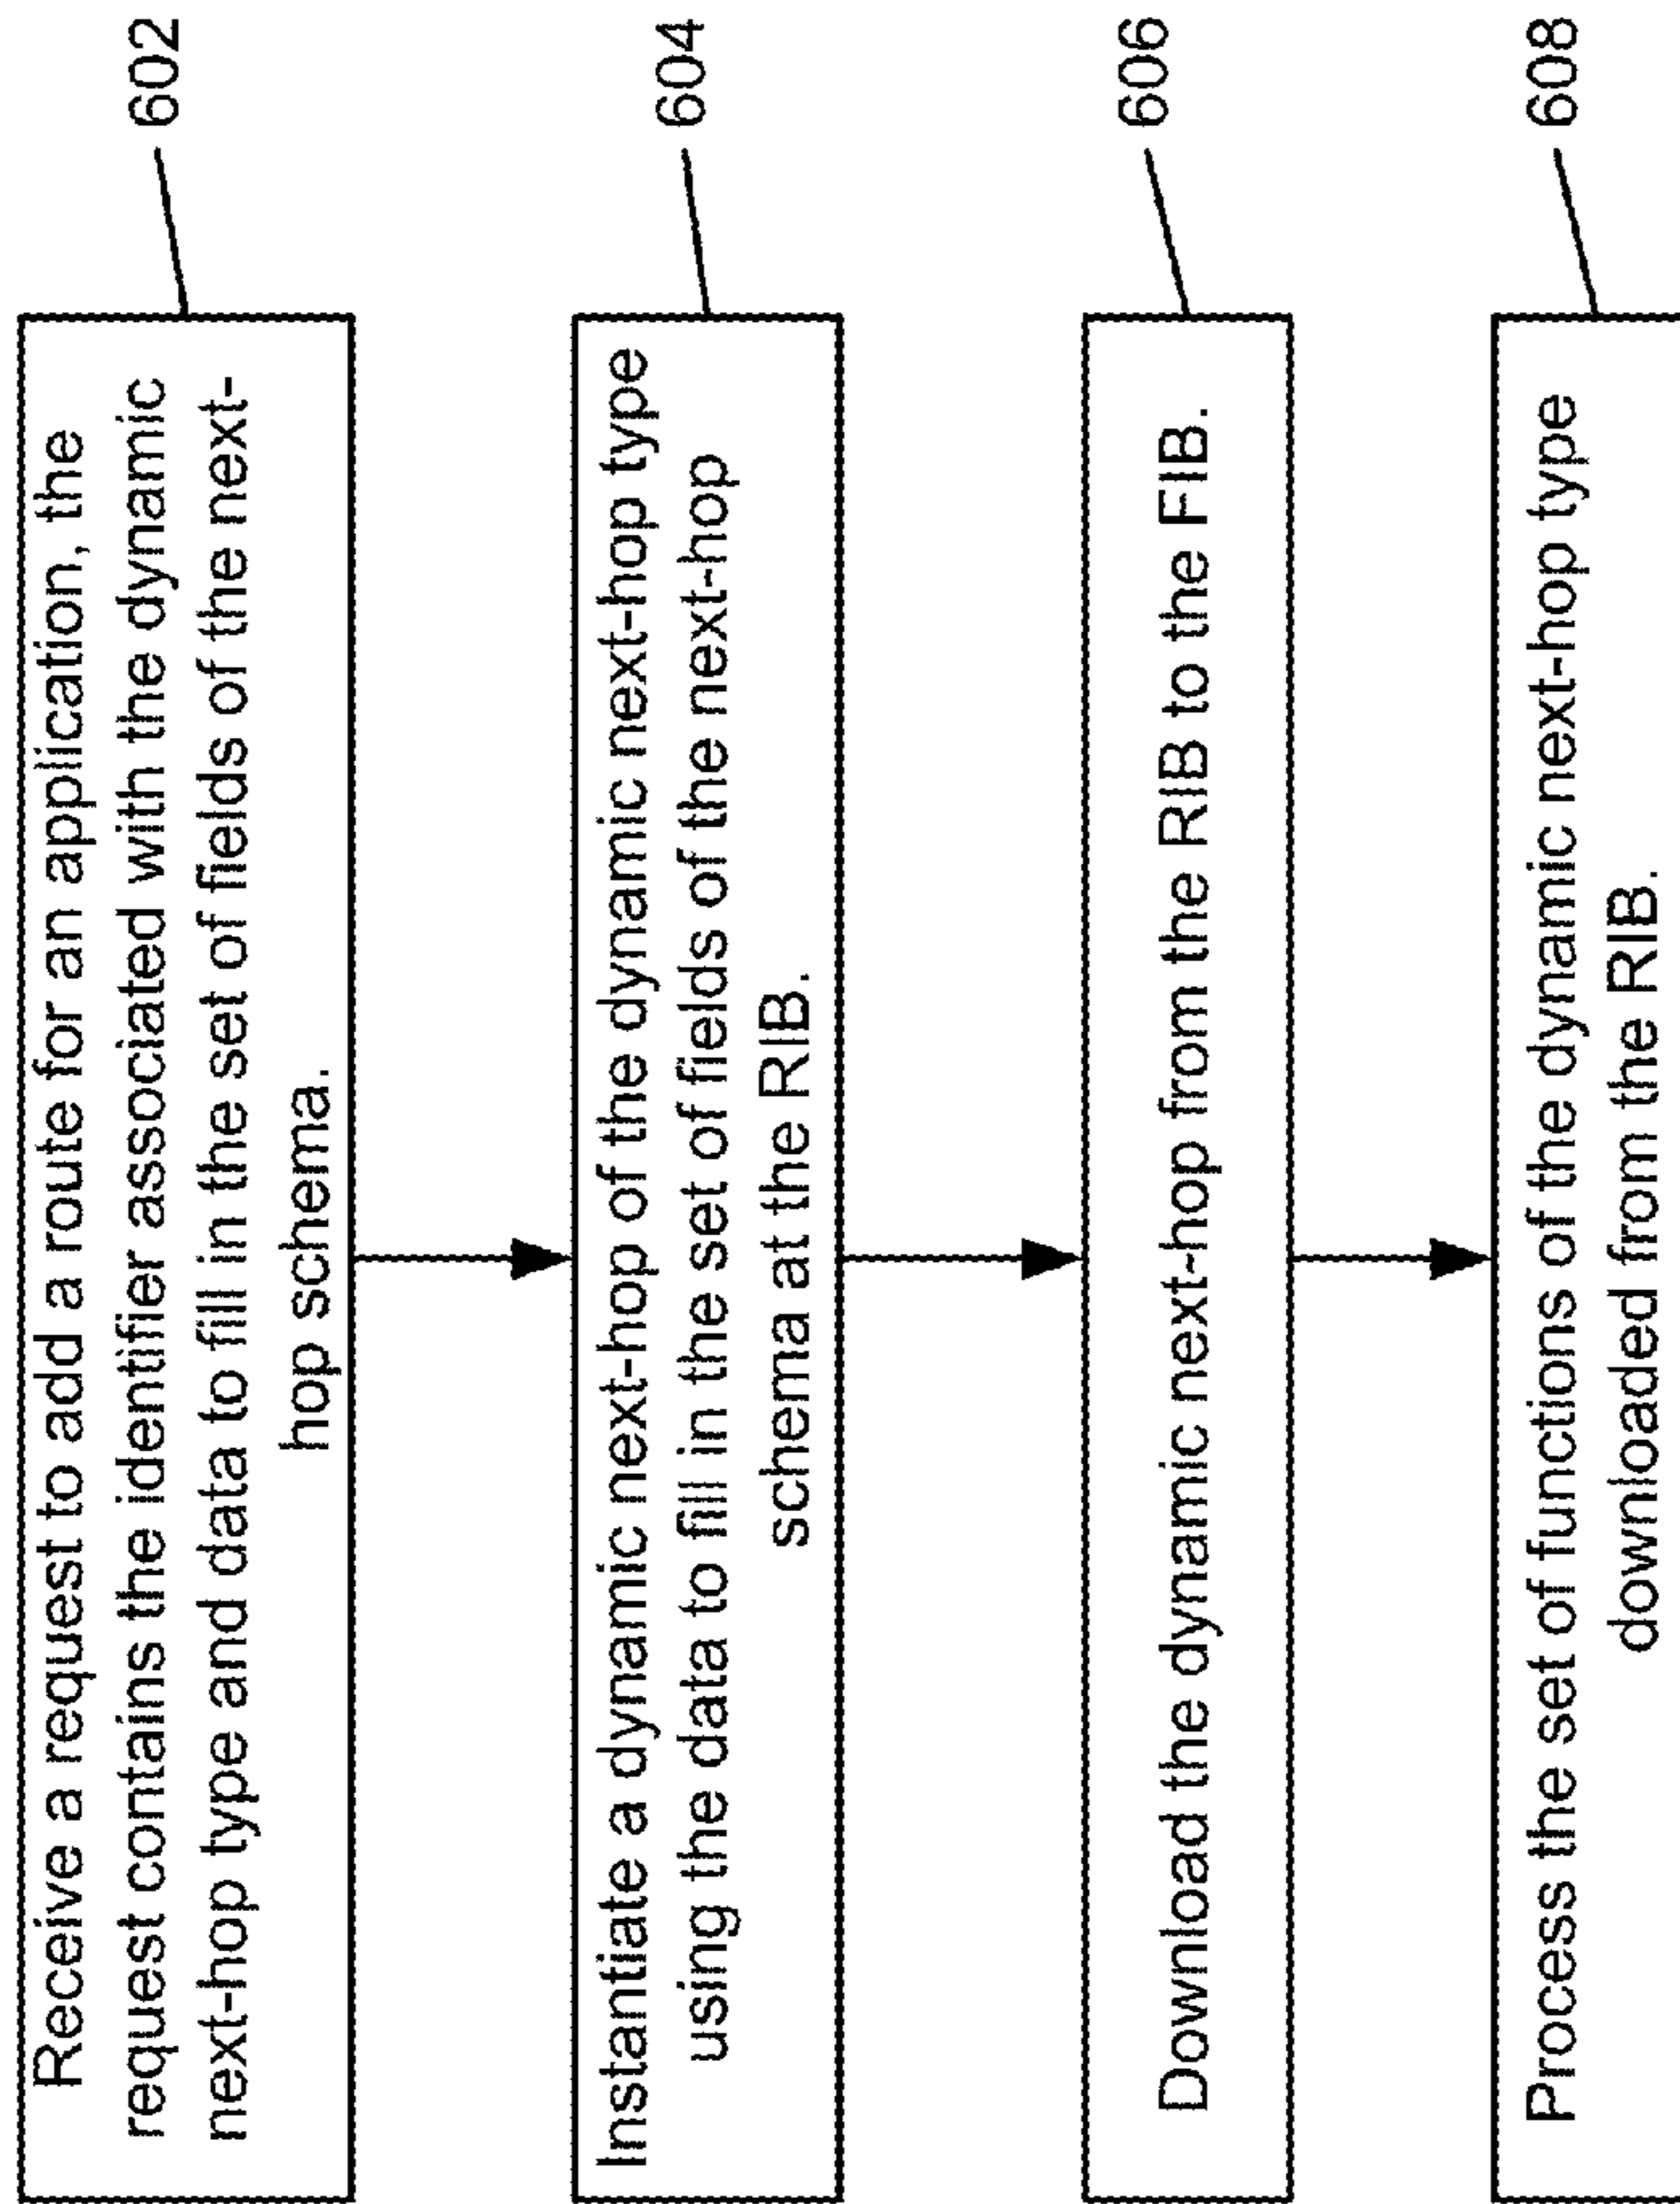 Receive a request to add a route for an application, the
request contains the identifier associated with the dynamic
next-hop type and data to fill in the set of fields of the next-
hop schema.
602
Instantiate a dynamic next-hop of the dynamic next-hop type
using the data to fill in the set of fields of the next-hop
schema at the RIB.
604
Download the dynamic next-hop from the RIB to the FIB.
606
Process the set of functions of the dynamic next-hop type
downloaded from the RIB.
608